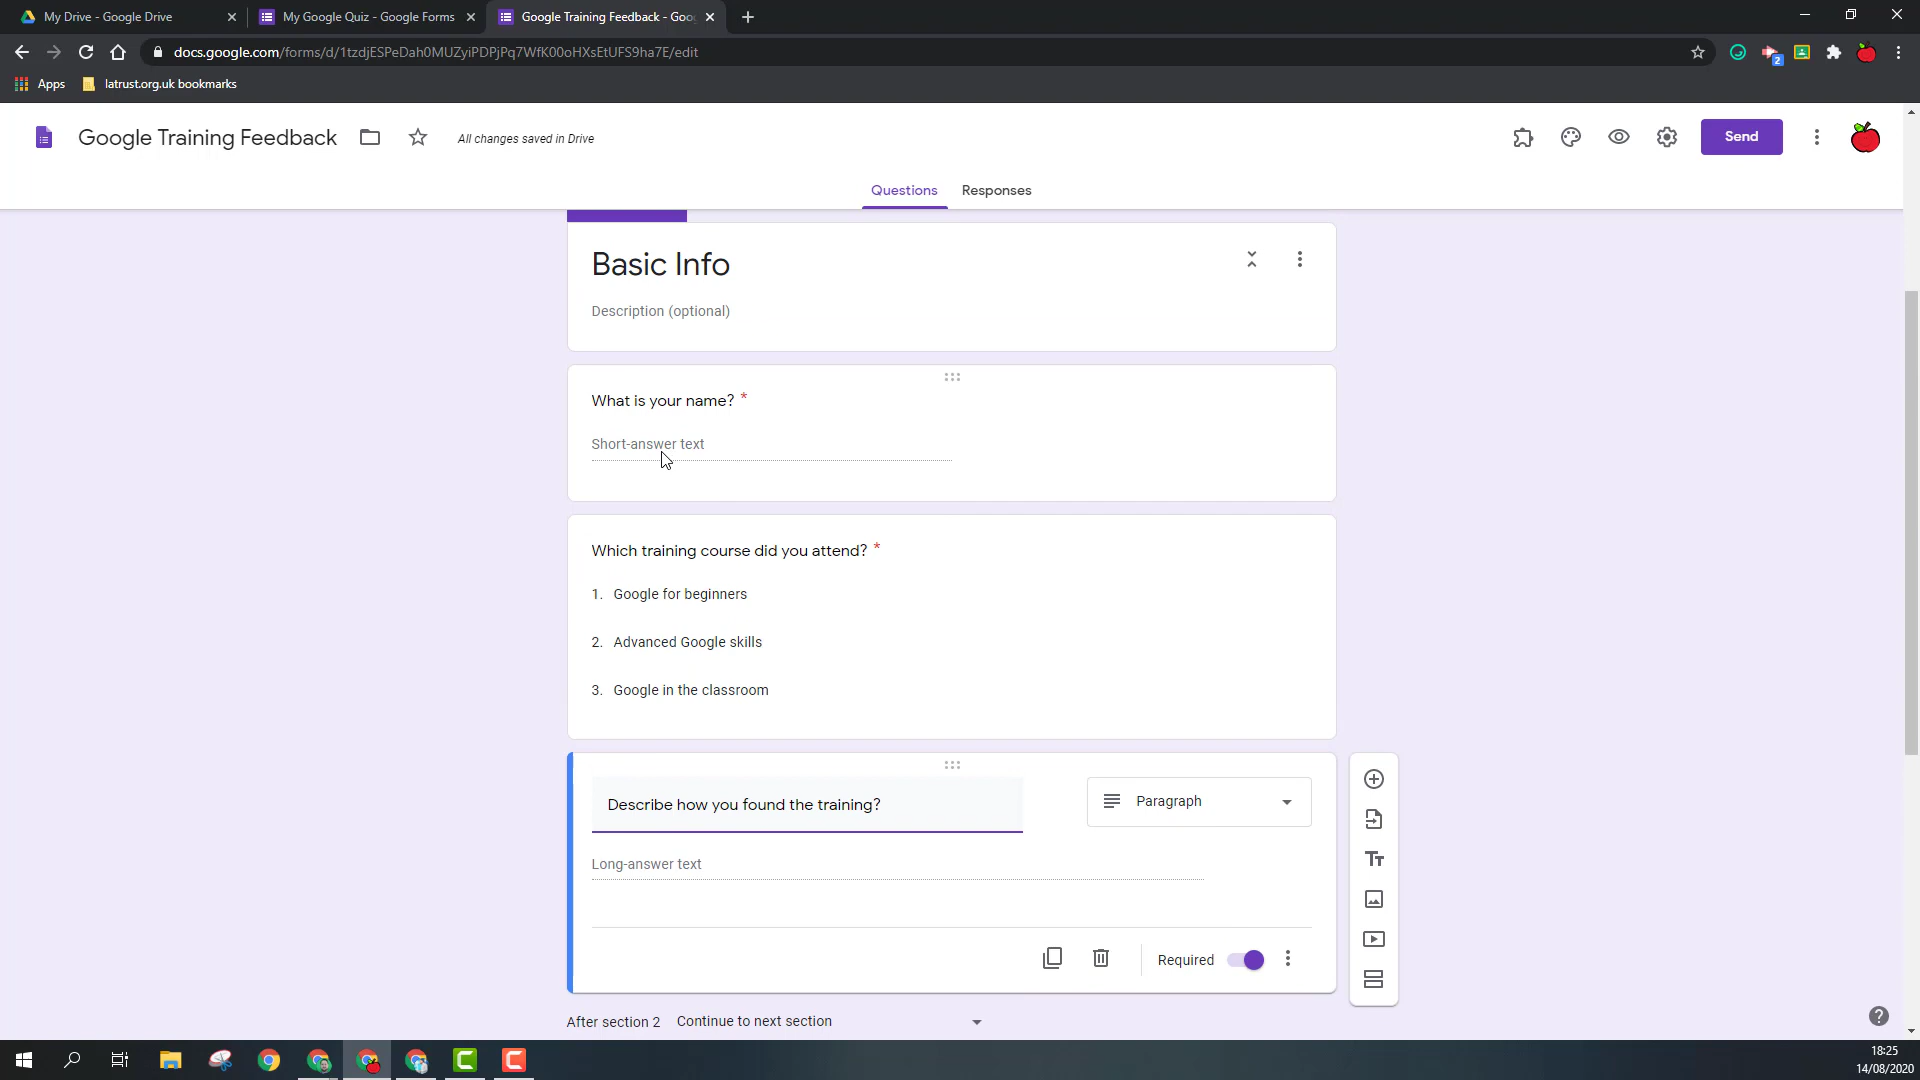 My Drive - Google Drive
My Google Quiz - Google Forms
Google Training Feedback - Goo
docs.google.com/forms/d/1tzdjESPeDah0MUZyiPDPjPq7WfK00oHXsEtUFS9ha7E/edit
2
Apps
latrust.org.uk bookmarks
Google Training Feedback
All changes saved in Drive
Send
Questions
Responses
Basic Info
Description (optional)
What is your name? *
Short-answer text
Which training course did you attend? *
1. Google for beginners
2. Advanced Google skills
3. Google in the classroom
Describe how you found the training?
Paragraph
Long-answer text
Required
After section 2 Continue to next section
18:25
14/08/2020